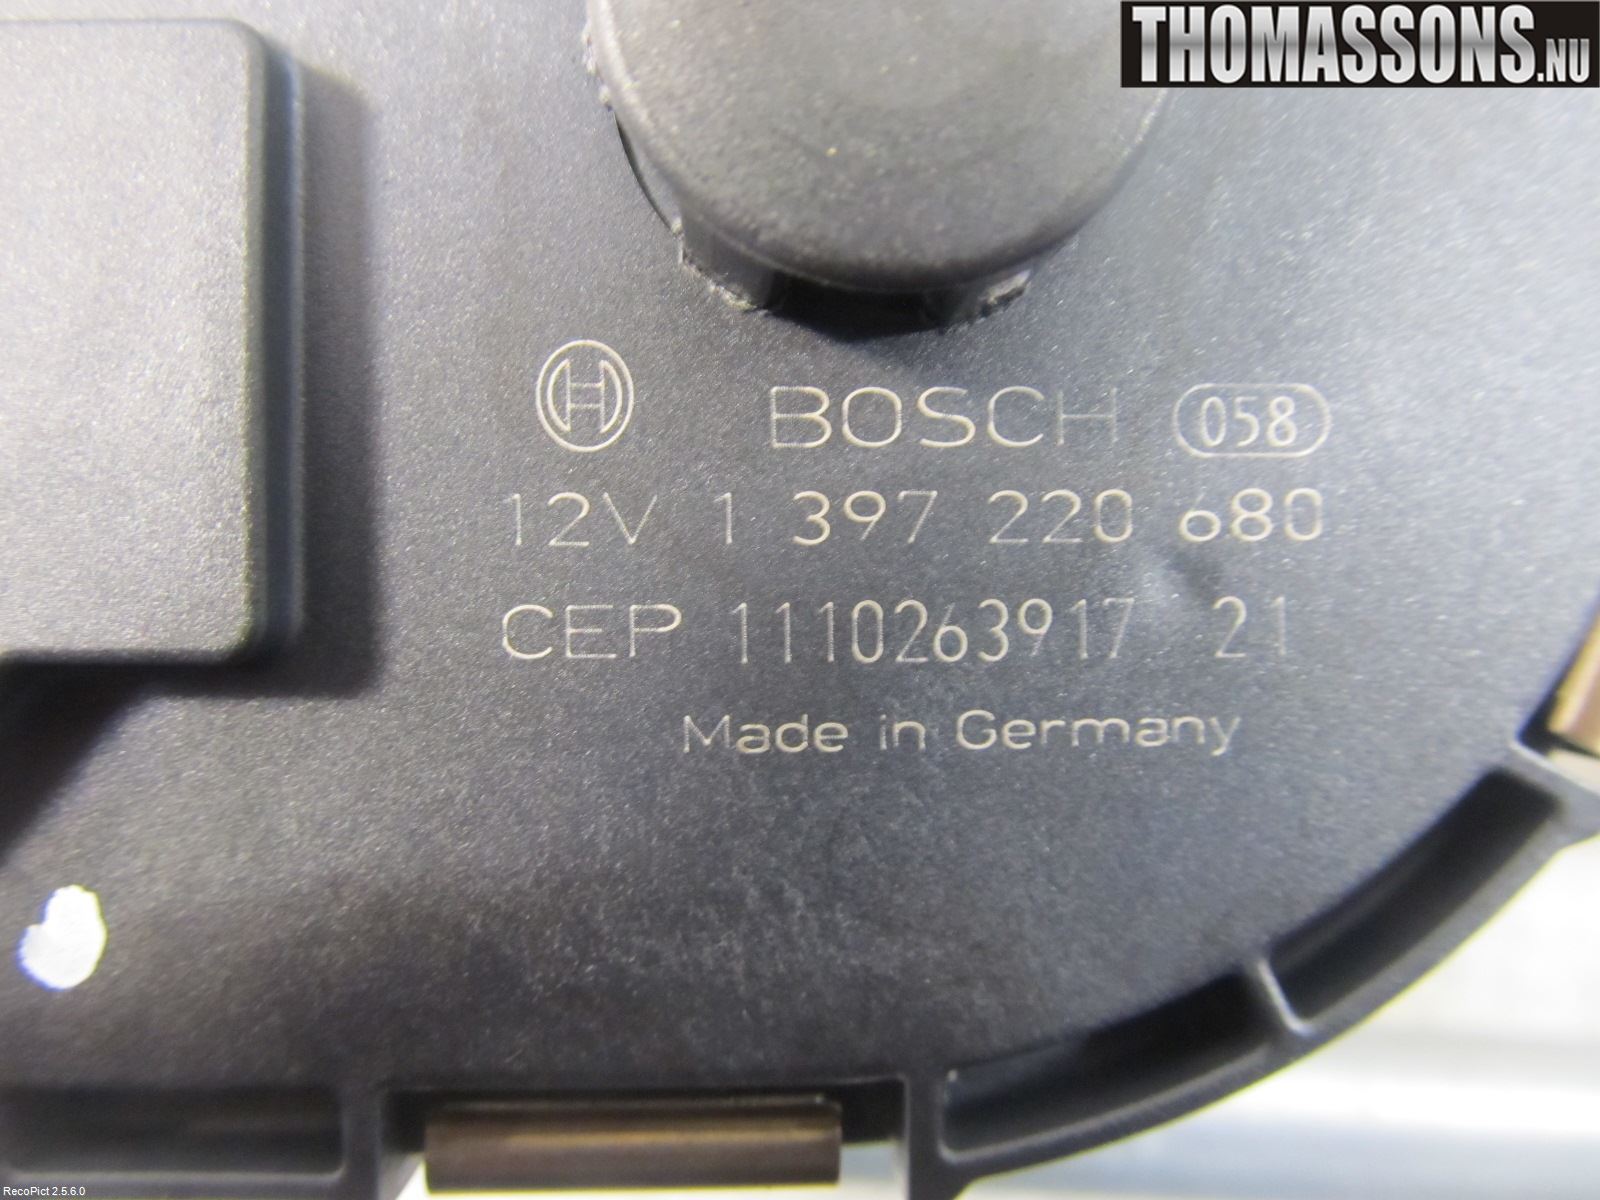 THOMASSONS.NU
BOSCH 058
12V 1 397 220 680
CEP 1110263917 21
Made in Germany
RecoPict 2.5.6.0